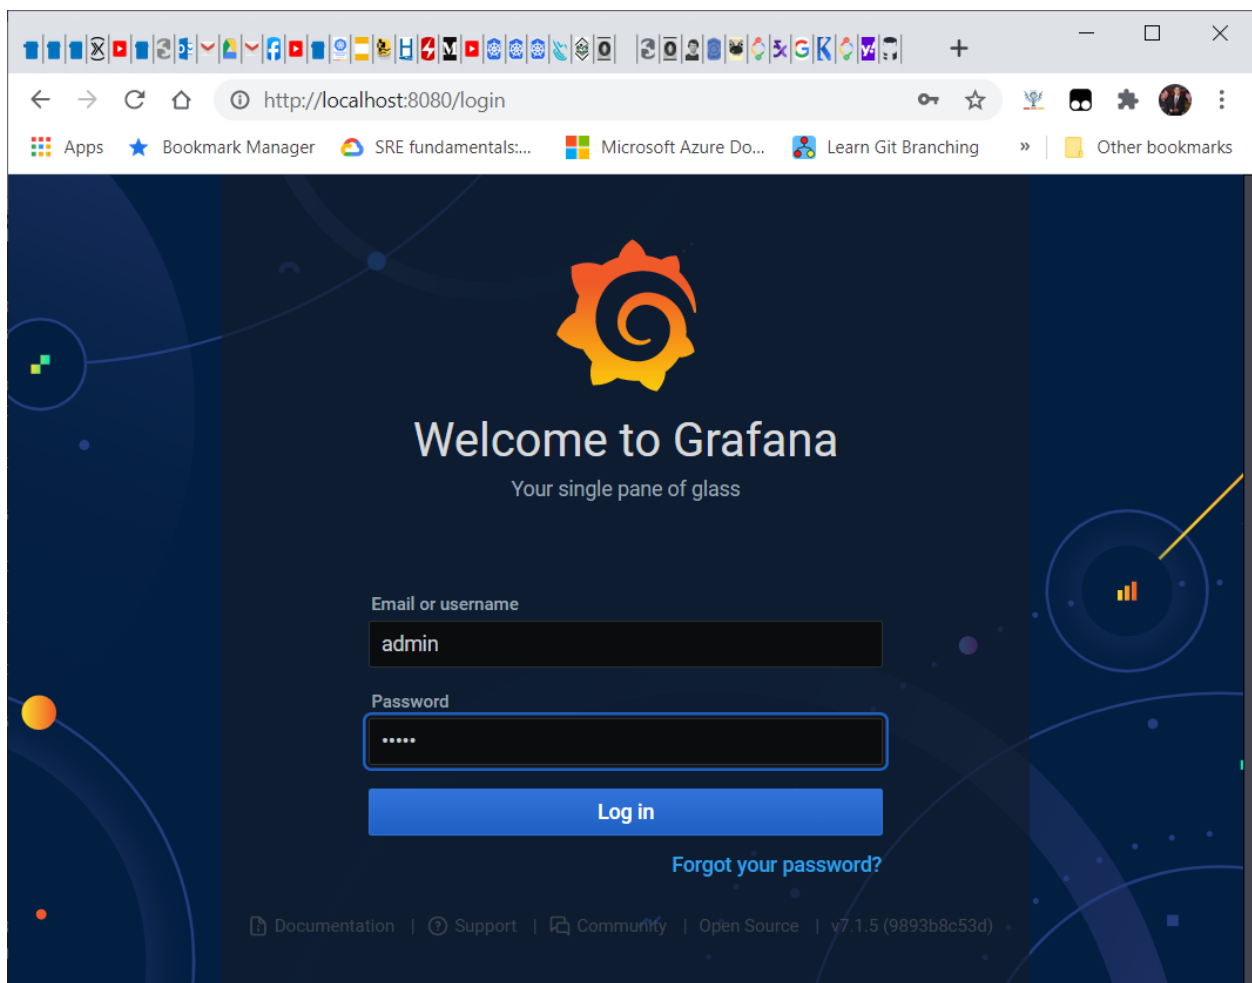 http://localhost:8080/login
Apps Bookmark Manager SRE fundamentals:... Microsoft Azure Do... Learn Git Branching » Other bookmarks
Welcome to Grafana
Your single pane of glass
Email or username
admin
Password
•••••
Log in
Forgot your password?
Documentation | Support | Community | Open Source | v7.1.5 (9893b8c53d)